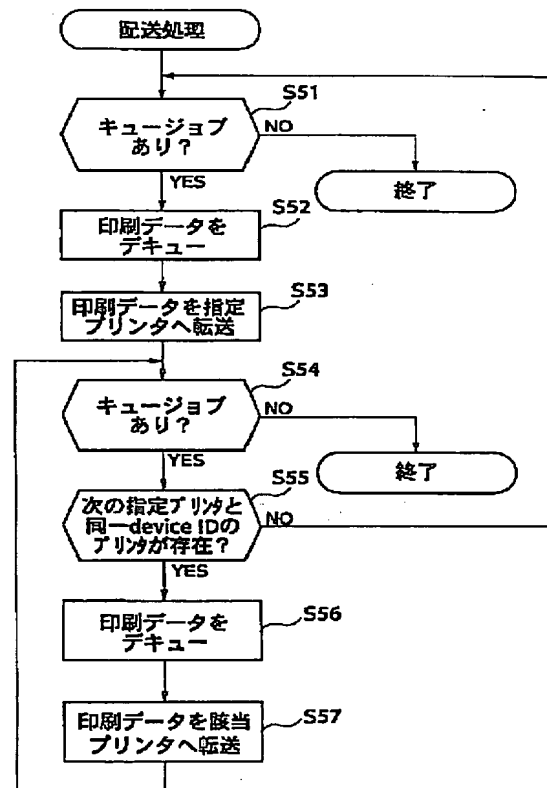 配送処理
S51
キュージョブ
あり？
NO
YES
終了
S52
印刷データを
デキュー
S53
印刷データを指定
プリンタへ転送
S54
キュージョブ
あり？
NO
YES
終了
S55
次の指定プリンタと
同一device IDの
プリンタが存在？
NO
YES
S56
印刷データを
デキュー
S57
印刷データを該当
プリンタへ転送